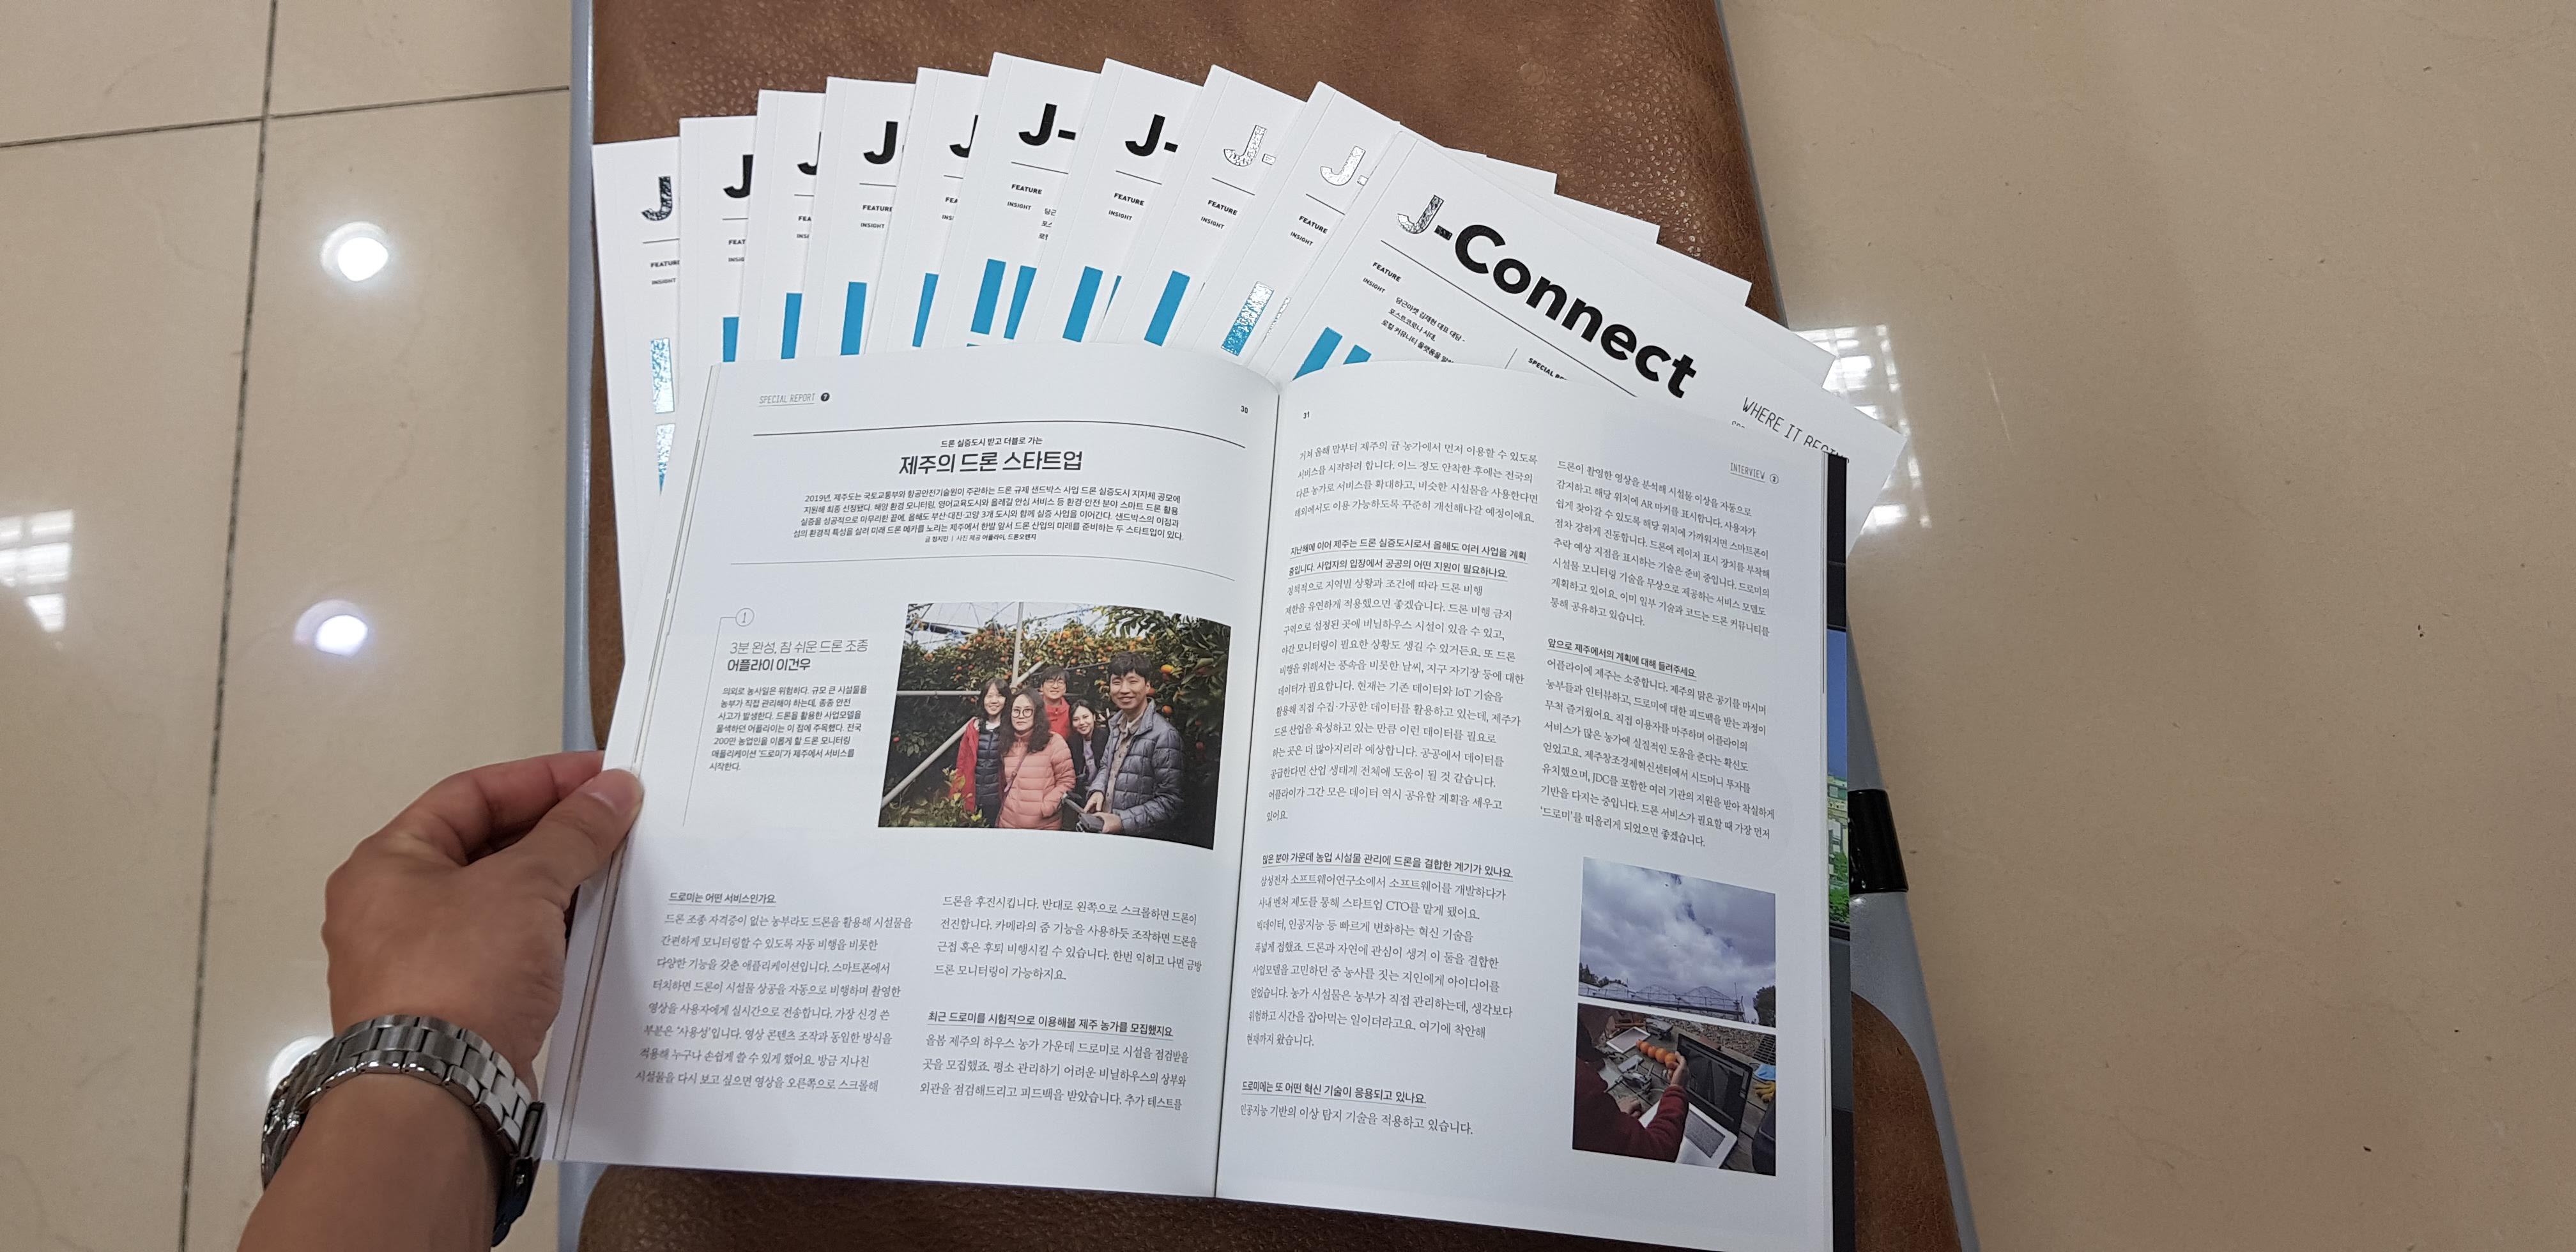 J
FEATURE
INSIGHT
J
FEAT
INSIG
J
FEA
INSI
J-
FEATURE
INSIGHT
J
FEA
INSI
J-
FEATURE
INSIGHT
J-
FEATURE
INSIGHT
J-
FEATURE
INSIGHT
J-
FEATURE
INSIGHT
J-Connect
FEATURE
INSIGHT
당근마켓 김재현 대표 대담 -
포스트코로나 시대,
로컬 커뮤니티 플랫폼을
SPECIAL
WHERE IT BEGINS
SPECIAL REPORT
30
드론 실증도시 받고 더블로 가는
제주의 드론 스타트업
2019년, 제주도는 국토교통부와 항공안전기술원이 주관하는 드론 규제 샌드박스 사업 드론 실증도시 지자체 공모에
지원해 최종 선정됐다. 해양 환경 모니터링, 영어교육도시와 올레길 안심 서비스 등 환경·안전 분야 스마트 드론 활용
실증을 성공적으로 마무리한 끝에, 올해도 부산·대전·고양 3개 도시와 함께 실증 사업을 이어간다. 샌드박스의 이점과
섬의 환경적 특성을 살려 미래 드론 메카를 노리는 제주에서 한발 앞서 드론 산업의 미래를 준비하는 두 스타트업이 있다.
글 정지민 | 사진 제공 어플라이, 드론오렌지
1
3분 완성, 참 쉬운 드론 조종
어플라이 이건우
의외로 농사일은 위험하다. 규모 큰 시설물을
농부가 직접 관리해야 하는데, 종종 안전
사고가 발생한다. 드론을 활용한 사업모델을
물색하던 어플라이는 이 점에 주목했다. 전국
200만 농업인을 이롭게 할 드론 모니터링
애플리케이션 '드로미'가 제주에서 서비스를
시작한다.
드로미는 어떤 서비스인가요.
드론 조종 자격증이 없는 농부라도 드론을 활용해 시설물을
간편하게 모니터링할 수 있도록 자동 비행을 비롯한
다양한 기능을 갖춘 애플리케이션입니다. 스마트폰에서
터치하면 드론이 시설물 상공을 자동으로 비행하며 촬영한
영상을 사용자에게 실시간으로 전송합니다. 가장 신경 쓴
부분은 '사용성'입니다. 영상 콘텐츠 조작과 동일한 방식을
적용해 누구나 손쉽게 쓸 수 있게 했어요. 방금 지나친
시설물을 다시 보고 싶으면 영상을 오른쪽으로 스크롤해
드론을 후진시킵니다. 반대로 왼쪽으로 스크롤하면 드론이
전진합니다. 카메라의 줌 기능을 사용하듯 조작하면 드론을
근접 혹은 후퇴 비행시킬 수 있습니다. 한번 익히고 나면 금방
드론 모니터링이 가능하지요.
최근 드로미를 시험적으로 이용해볼 제주 농가를 모집했지요.
올봄 제주의 하우스 농가 가운데 드로미로 시설을 점검받을
곳을 모집했죠. 평소 관리하기 어려운 비닐하우스의 상부와
외관을 점검해드리고 피드백을 받았습니다. 추가 테스트를
31
거쳐 올해 말부터 제주의 귤 농가에서 먼저 이용할 수 있도록
서비스를 시작하려 합니다. 어느 정도 안착한 후에는 전국의
다른 농가로 서비스를 확대하고, 비슷한 시설물을 사용한다면
해외에서도 이용 가능하도록 꾸준히 개선해나갈 예정이에요.
지난해에 이어 제주는 드론 실증도시로서 올해도 여러 사업을 계획
중입니다. 사업자의 입장에서 공공의 어떤 지원이 필요하나요.
정책적으로 지역별 상황과 조건에 따라 드론 비행
제한을 유연하게 적용했으면 좋겠습니다. 드론 비행 금지
구역으로 설정된 곳에 비닐하우스 시설이 있을 수 있고,
야간 모니터링이 필요한 상황도 생길 수 있거든요. 또 드론
비행을 위해서는 풍속을 비롯한 날씨, 지구 자기장 등에 대한
데이터가 필요합니다. 현재는 기존 데이터와 IoT 기술을
활용해 직접 수집·가공한 데이터를 활용하고 있는데, 제주가
드론 산업을 육성하고 있는 만큼 이런 데이터를 필요로
하는 곳은 더 많아지리라 예상합니다. 공공에서 데이터를
공급한다면 산업 생태계 전체에 도움이 될 것 같습니다.
어플라이가 그간 모은 데이터 역시 공유할 계획을 세우고
있어요.
많은 분야 가운데 농업 시설물 관리에 드론을 결합한 계기가 있나요.
삼성전자 소프트웨어연구소에서 소프트웨어를 개발하다가
사내 벤처 제도를 통해 스타트업 CTO를 맡게 됐어요.
빅데이터, 인공지능 등 빠르게 변화하는 혁신 기술을
폭넓게 접했죠. 드론과 자연에 관심이 생겨 이 둘을 결합한
사업모델을 고민하던 중 농사를 짓는 지인에게 아이디어를
얻었습니다. 농가 시설물은 농부가 직접 관리하는데, 생각보다
위험하고 시간을 잡아먹는 일이더라고요. 여기에 착안해
현재까지 왔습니다.
드로미에는 또 어떤 혁신 기술이 응용되고 있나요.
인공지능 기반의 이상 탐지 기술을 적용하고 있습니다.
INTERVIEW 2
드론이 촬영한 영상을 분석해 시설물 이상을 자동으로
감지하고 해당 위치에 AR 마커를 표시합니다. 사용자가
쉽게 찾아갈 수 있도록 해당 위치에 가까워지면 스마트폰이
점차 강하게 진동합니다. 드론에 레이저 표시 장치를 부착해
추락 예상 지점을 표시하는 기술은 준비 중입니다. 드로미의
시설물 모니터링 기술을 무상으로 제공하는 서비스 모델도
계획하고 있어요. 이미 일부 기술과 코드는 드론 커뮤니티를
통해 공유하고 있습니다.
앞으로 제주에서의 계획에 대해 들려주세요.
어플라이에 제주는 소중합니다. 제주의 맑은 공기를 마시며
농부들과 인터뷰하고, 드로미에 대한 피드백을 받는 과정이
무척 즐거웠어요. 직접 이용자를 마주하며 어플라이의
서비스가 많은 농가에 실질적인 도움을 준다는 확신도
얻었고요. 제주창조경제혁신센터에서 시드머니 투자를
유치했으며, JDC를 포함한 여러 기관의 지원을 받아 착실하게
기반을 다지는 중입니다. 드론 서비스가 필요할 때 가장 먼저
'드로미'를 떠올리게 되었으면 좋겠습니다.